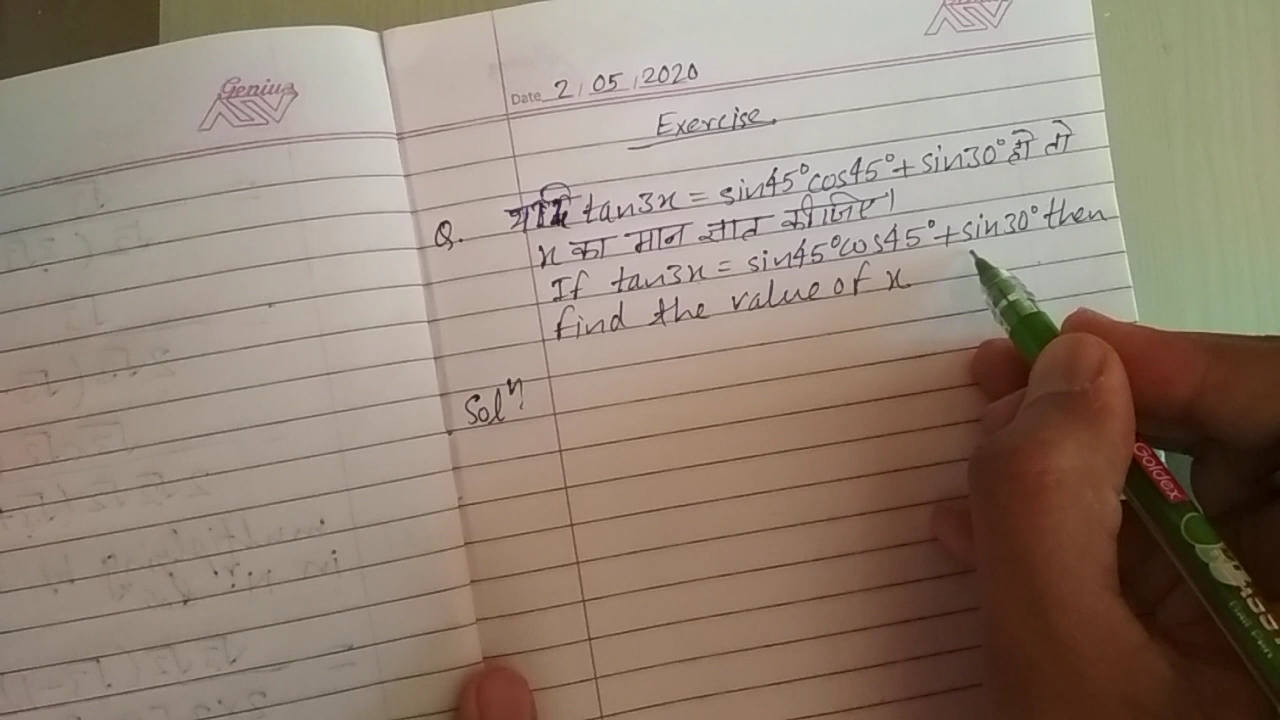 Genius
Date 2/05/2020
Exercise.
Q. यदि tan3x = sin45° cos45° + sin30° हो तो
x का मान ज्ञात कीजिए।
If tan3x = sin45° cos45° + sin30° then
find the value of x.
Solⁿ
Goldex